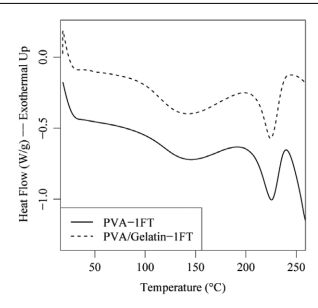 Heat Flow (W/g) — Exothermal Up
0.0
−0.5
−1.0
PVA−1FT
PVA/Gelatin−1FT
50 100 150 200 250
Temperature (°C)